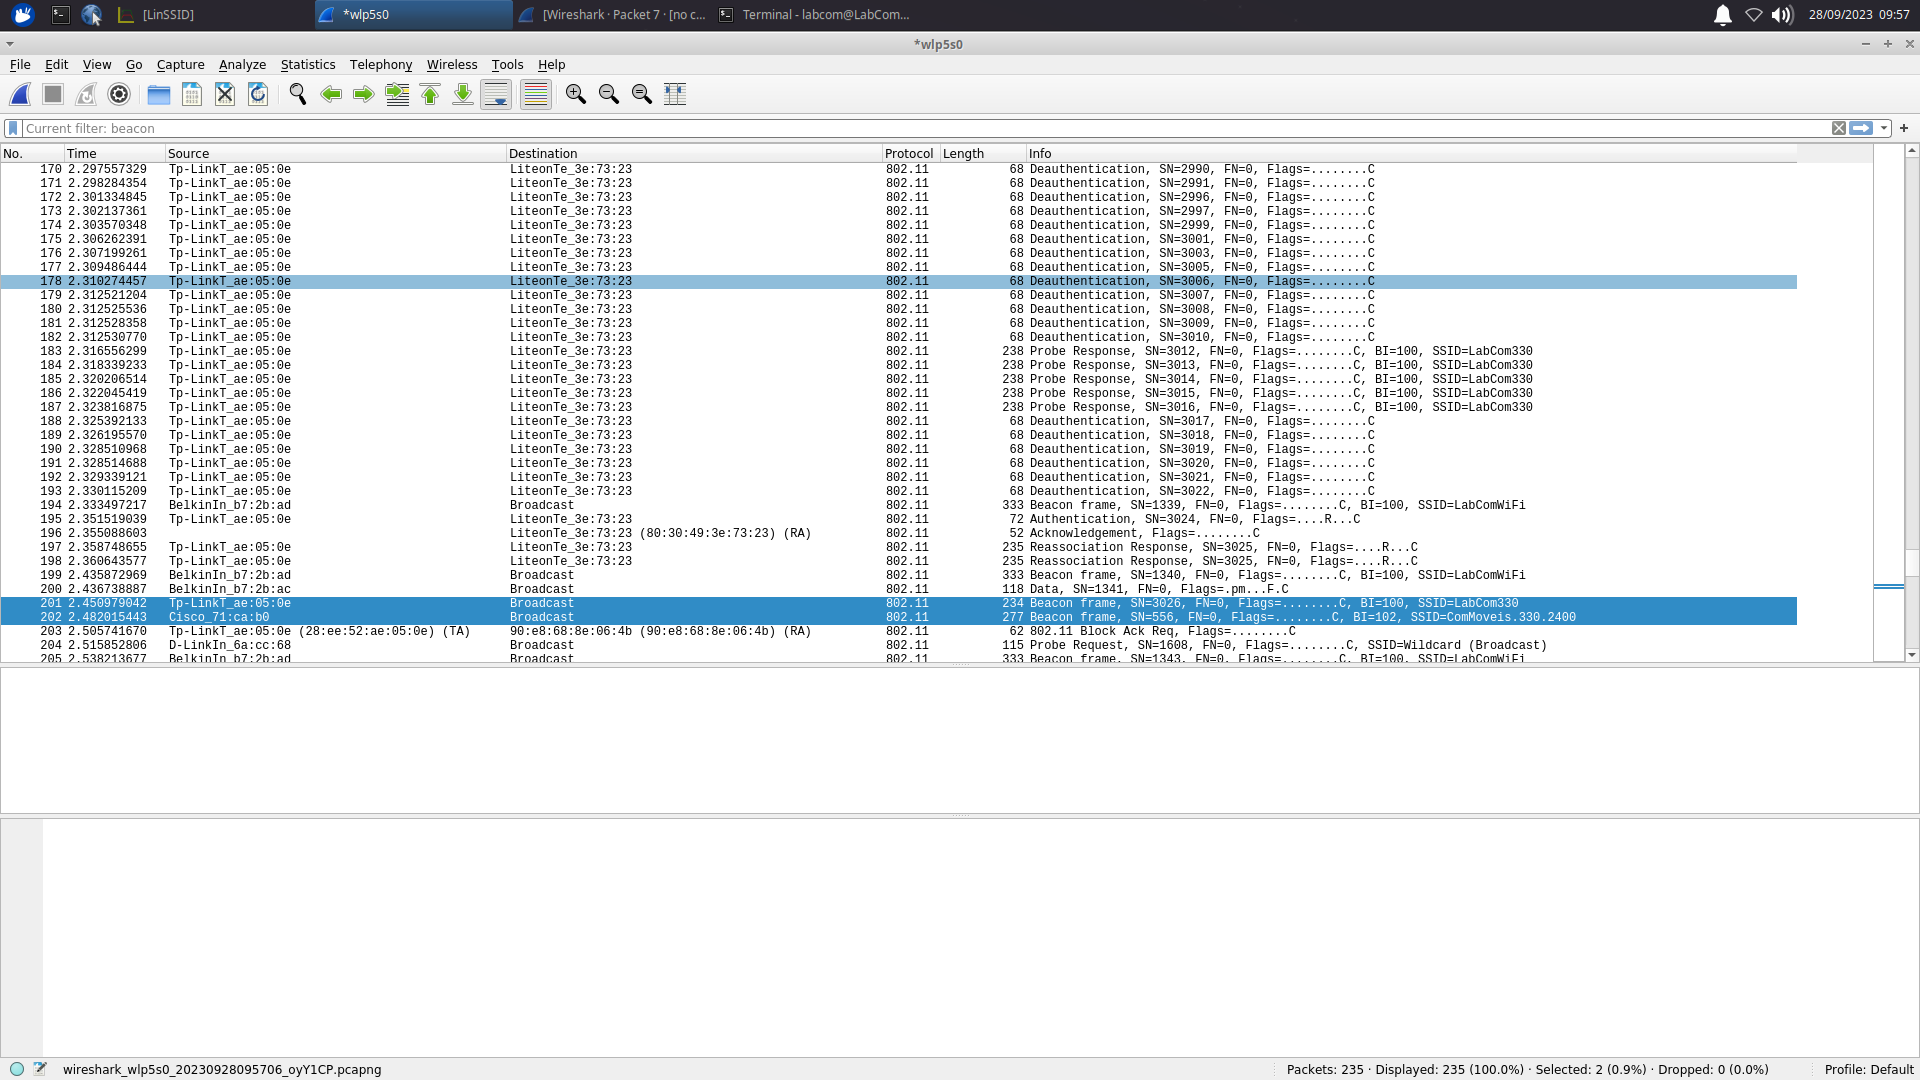 [LinSSID]
*wlp5s0
[Wireshark · Packet 7 · [no c...
Terminal - labcom@LabCom...
28/09/2023 09:57
*wlp5s0
File Edit View Go Capture Analyze Statistics Telephony Wireless Tools Help
Current filter: beacon
No. Time Source Destination Protocol Length Info
170 2.297557329 Tp-LinkT_ae:05:0e LiteonTe_3e:73:23 802.11 68 Deauthentication, SN=2990, FN=0, Flags=........C
171 2.298284354 Tp-LinkT_ae:05:0e LiteonTe_3e:73:23 802.11 68 Deauthentication, SN=2991, FN=0, Flags=........C
172 2.301334845 Tp-LinkT_ae:05:0e LiteonTe_3e:73:23 802.11 68 Deauthentication, SN=2996, FN=0, Flags=........C
173 2.302137361 Tp-LinkT_ae:05:0e LiteonTe_3e:73:23 802.11 68 Deauthentication, SN=2997, FN=0, Flags=........C
174 2.303570348 Tp-LinkT_ae:05:0e LiteonTe_3e:73:23 802.11 68 Deauthentication, SN=2999, FN=0, Flags=........C
175 2.306262391 Tp-LinkT_ae:05:0e LiteonTe_3e:73:23 802.11 68 Deauthentication, SN=3001, FN=0, Flags=........C
176 2.307199261 Tp-LinkT_ae:05:0e LiteonTe_3e:73:23 802.11 68 Deauthentication, SN=3003, FN=0, Flags=........C
177 2.309486444 Tp-LinkT_ae:05:0e LiteonTe_3e:73:23 802.11 68 Deauthentication, SN=3005, FN=0, Flags=........C
178 2.310274457 Tp-LinkT_ae:05:0e LiteonTe_3e:73:23 802.11 68 Deauthentication, SN=3006, FN=0, Flags=........C
179 2.312521204 Tp-LinkT_ae:05:0e LiteonTe_3e:73:23 802.11 68 Deauthentication, SN=3007, FN=0, Flags=........C
180 2.312525536 Tp-LinkT_ae:05:0e LiteonTe_3e:73:23 802.11 68 Deauthentication, SN=3008, FN=0, Flags=........C
181 2.312528358 Tp-LinkT_ae:05:0e LiteonTe_3e:73:23 802.11 68 Deauthentication, SN=3009, FN=0, Flags=........C
182 2.312530770 Tp-LinkT_ae:05:0e LiteonTe_3e:73:23 802.11 68 Deauthentication, SN=3010, FN=0, Flags=........C
183 2.316556299 Tp-LinkT_ae:05:0e LiteonTe_3e:73:23 802.11 238 Probe Response, SN=3012, FN=0, Flags=........C, BI=100, SSID=LabCom330
184 2.318339233 Tp-LinkT_ae:05:0e LiteonTe_3e:73:23 802.11 238 Probe Response, SN=3013, FN=0, Flags=........C, BI=100, SSID=LabCom330
185 2.320206514 Tp-LinkT_ae:05:0e LiteonTe_3e:73:23 802.11 238 Probe Response, SN=3014, FN=0, Flags=........C, BI=100, SSID=LabCom330
186 2.322045419 Tp-LinkT_ae:05:0e LiteonTe_3e:73:23 802.11 238 Probe Response, SN=3015, FN=0, Flags=........C, BI=100, SSID=LabCom330
187 2.323816875 Tp-LinkT_ae:05:0e LiteonTe_3e:73:23 802.11 238 Probe Response, SN=3016, FN=0, Flags=........C, BI=100, SSID=LabCom330
188 2.325392133 Tp-LinkT_ae:05:0e LiteonTe_3e:73:23 802.11 68 Deauthentication, SN=3017, FN=0, Flags=........C
189 2.326195570 Tp-LinkT_ae:05:0e LiteonTe_3e:73:23 802.11 68 Deauthentication, SN=3018, FN=0, Flags=........C
190 2.328510968 Tp-LinkT_ae:05:0e LiteonTe_3e:73:23 802.11 68 Deauthentication, SN=3019, FN=0, Flags=........C
191 2.328514688 Tp-LinkT_ae:05:0e LiteonTe_3e:73:23 802.11 68 Deauthentication, SN=3020, FN=0, Flags=........C
192 2.329339121 Tp-LinkT_ae:05:0e LiteonTe_3e:73:23 802.11 68 Deauthentication, SN=3021, FN=0, Flags=........C
193 2.330115209 Tp-LinkT_ae:05:0e LiteonTe_3e:73:23 802.11 68 Deauthentication, SN=3022, FN=0, Flags=........C
194 2.333497217 BelkinIn_b7:2b:ad Broadcast 802.11 333 Beacon frame, SN=1339, FN=0, Flags=........C, BI=100, SSID=LabComWiFi
195 2.351519039 Tp-LinkT_ae:05:0e LiteonTe_3e:73:23 802.11 72 Authentication, SN=3024, FN=0, Flags=....R...C
196 2.355088603 LiteonTe_3e:73:23 (80:30:49:3e:73:23) (RA) 802.11 52 Acknowledgement, Flags=........C
197 2.358748655 Tp-LinkT_ae:05:0e LiteonTe_3e:73:23 802.11 235 Reassociation Response, SN=3025, FN=0, Flags=....R...C
198 2.360643577 Tp-LinkT_ae:05:0e LiteonTe_3e:73:23 802.11 235 Reassociation Response, SN=3025, FN=0, Flags=....R...C
199 2.435872969 BelkinIn_b7:2b:ad Broadcast 802.11 333 Beacon frame, SN=1340, FN=0, Flags=........C, BI=100, SSID=LabComWiFi
200 2.436738887 BelkinIn_b7:2b:ac Broadcast 802.11 118 Data, SN=1341, FN=0, Flags=.pm...F.C
201 2.450979042 Tp-LinkT_ae:05:0e Broadcast 802.11 234 Beacon frame, SN=3026, FN=0, Flags=........C, BI=100, SSID=LabCom330
202 2.482015443 Cisco_71:ca:b0 Broadcast 802.11 277 Beacon frame, SN=556, FN=0, Flags=........C, BI=102, SSID=ComMoveis.330.2400
203 2.505741670 Tp-LinkT_ae:05:0e (28:ee:52:ae:05:0e) (TA) 90:e8:68:8e:06:4b (90:e8:68:8e:06:4b) (RA) 802.11 62 802.11 Block Ack Req, Flags=........C
204 2.515852806 D-LinkIn_6a:cc:68 Broadcast 802.11 115 Probe Request, SN=1608, FN=0, Flags=........C, SSID=Wildcard (Broadcast)
205 2.538213677 BelkinIn_b7:2b:ad Broadcast 802.11 333 Beacon frame, SN=1343, FN=0, Flags=........C, BI=100, SSID=LabComWiFi
wireshark_wlp5s0_20230928095706_oyY1CP.pcapng
Packets: 235 · Displayed: 235 (100.0%) · Selected: 2 (0.9%) · Dropped: 0 (0.0%)
Profile: Default